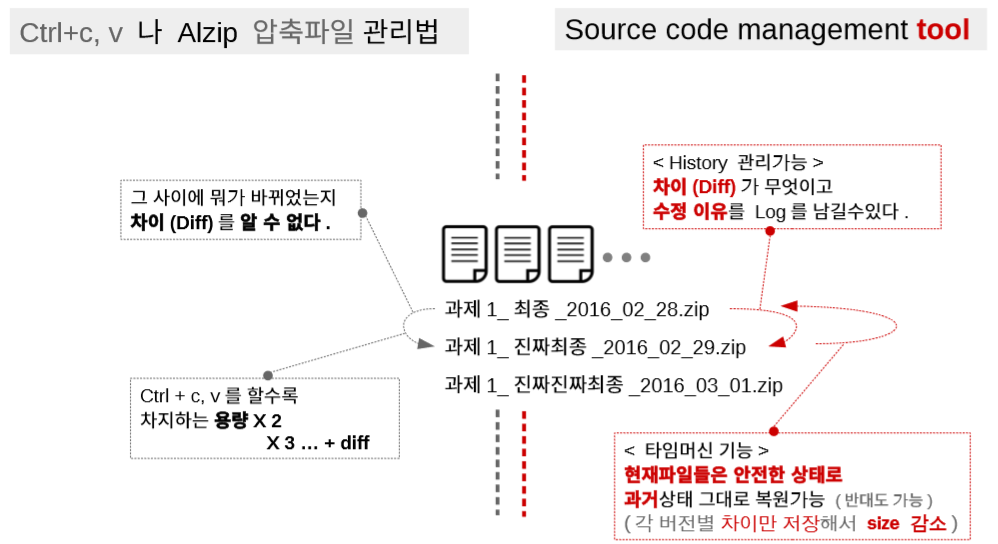 Ctrl+c, v 나 Alzip 압축파일 관리법
Source code management tool
그 사이에 뭐가 바뀌었는지
차이 (Diff) 를 알 수 없다 .
< History 관리가능 >
차이 (Diff) 가 무엇이고
수정 이유를 Log 를 남길수있다 .
과제 1_ 최종 _2016_02_28.zip
과제 1_ 진짜최종 _2016_02_29.zip
과제 1_ 진짜진짜최종 _2016_03_01.zip
Ctrl + c, v 를 할수록
차지하는 용량 X 2
X 3 ... + diff
< 타임머신 기능 >
현재파일들은 안전한 상태로
과거상태 그대로 복원가능 ( 반대도 가능 )
( 각 버전별 차이만 저장해서 size 감소 )